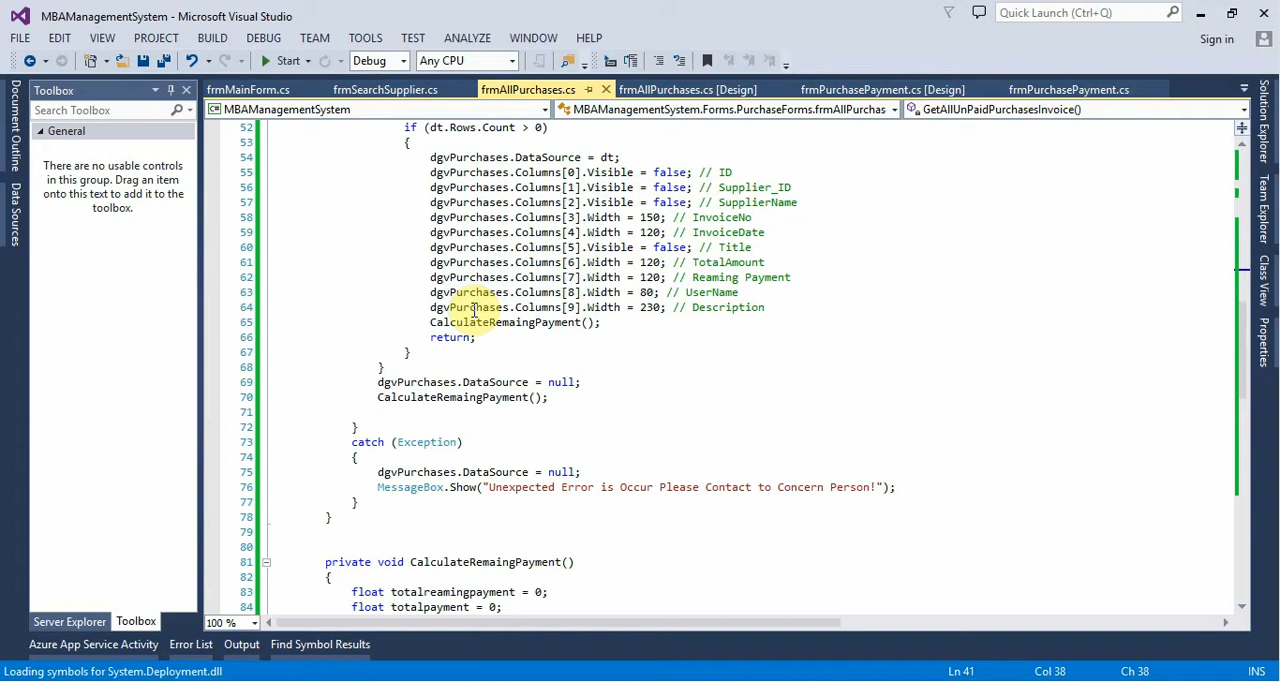 MBAManagementSystem - Microsoft Visual Studio
Quick Launch (Ctrl+Q)
FILE EDIT VIEW PROJECT BUILD DEBUG TEAM TOOLS TEST ANALYZE WINDOW HELP
Sign in
Start Debug Any CPU
Toolbox
frmMainForm.cs frmSearchSupplier.cs frmAllPurchases.cs frmAllPurchases.cs [Design] frmPurchasePayment.cs [Design] frmPurchasePayment.cs
Search Toolbox
MBAManagementSystem MBAManagementSystem.Forms.PurchaseForms.frmAllPurchas GetAllUnPaidPurchasesInvoice()
General
There are no usable controls
in this group. Drag an item
onto this text to add it to the
toolbox.
Document Outline
Data Sources
Solution Explorer
Team Explorer
Class View
Properties
52 if (dt.Rows.Count > 0)
53 {
54 dgvPurchases.DataSource = dt;
55 dgvPurchases.Columns[0].Visible = false; // ID
56 dgvPurchases.Columns[1].Visible = false; // Supplier_ID
57 dgvPurchases.Columns[2].Visible = false; // SupplierName
58 dgvPurchases.Columns[3].Width = 150; // InvoiceNo
59 dgvPurchases.Columns[4].Width = 120; // InvoiceDate
60 dgvPurchases.Columns[5].Visible = false; // Title
61 dgvPurchases.Columns[6].Width = 120; // TotalAmount
62 dgvPurchases.Columns[7].Width = 120; // Reaming Payment
63 dgvPurchases.Columns[8].Width = 80; // UserName
64 dgvPurchases.Columns[9].Width = 230; // Description
65 CalculateRemaingPayment();
66 return;
67 }
68 }
69 dgvPurchases.DataSource = null;
70 CalculateRemaingPayment();
71
72 }
73 catch (Exception)
74 {
75 dgvPurchases.DataSource = null;
76 MessageBox.Show("Unexpected Error is Occur Please Contact to Concern Person!");
77 }
78 }
79
80
81 private void CalculateRemaingPayment()
82 {
83 float totalreamingpayment = 0;
84 float totalpayment = 0;
100 %
Server Explorer Toolbox
Azure App Service Activity Error List Output Find Symbol Results
Loading symbols for System.Deployment.dll Ln 41 Col 38 Ch 38 INS